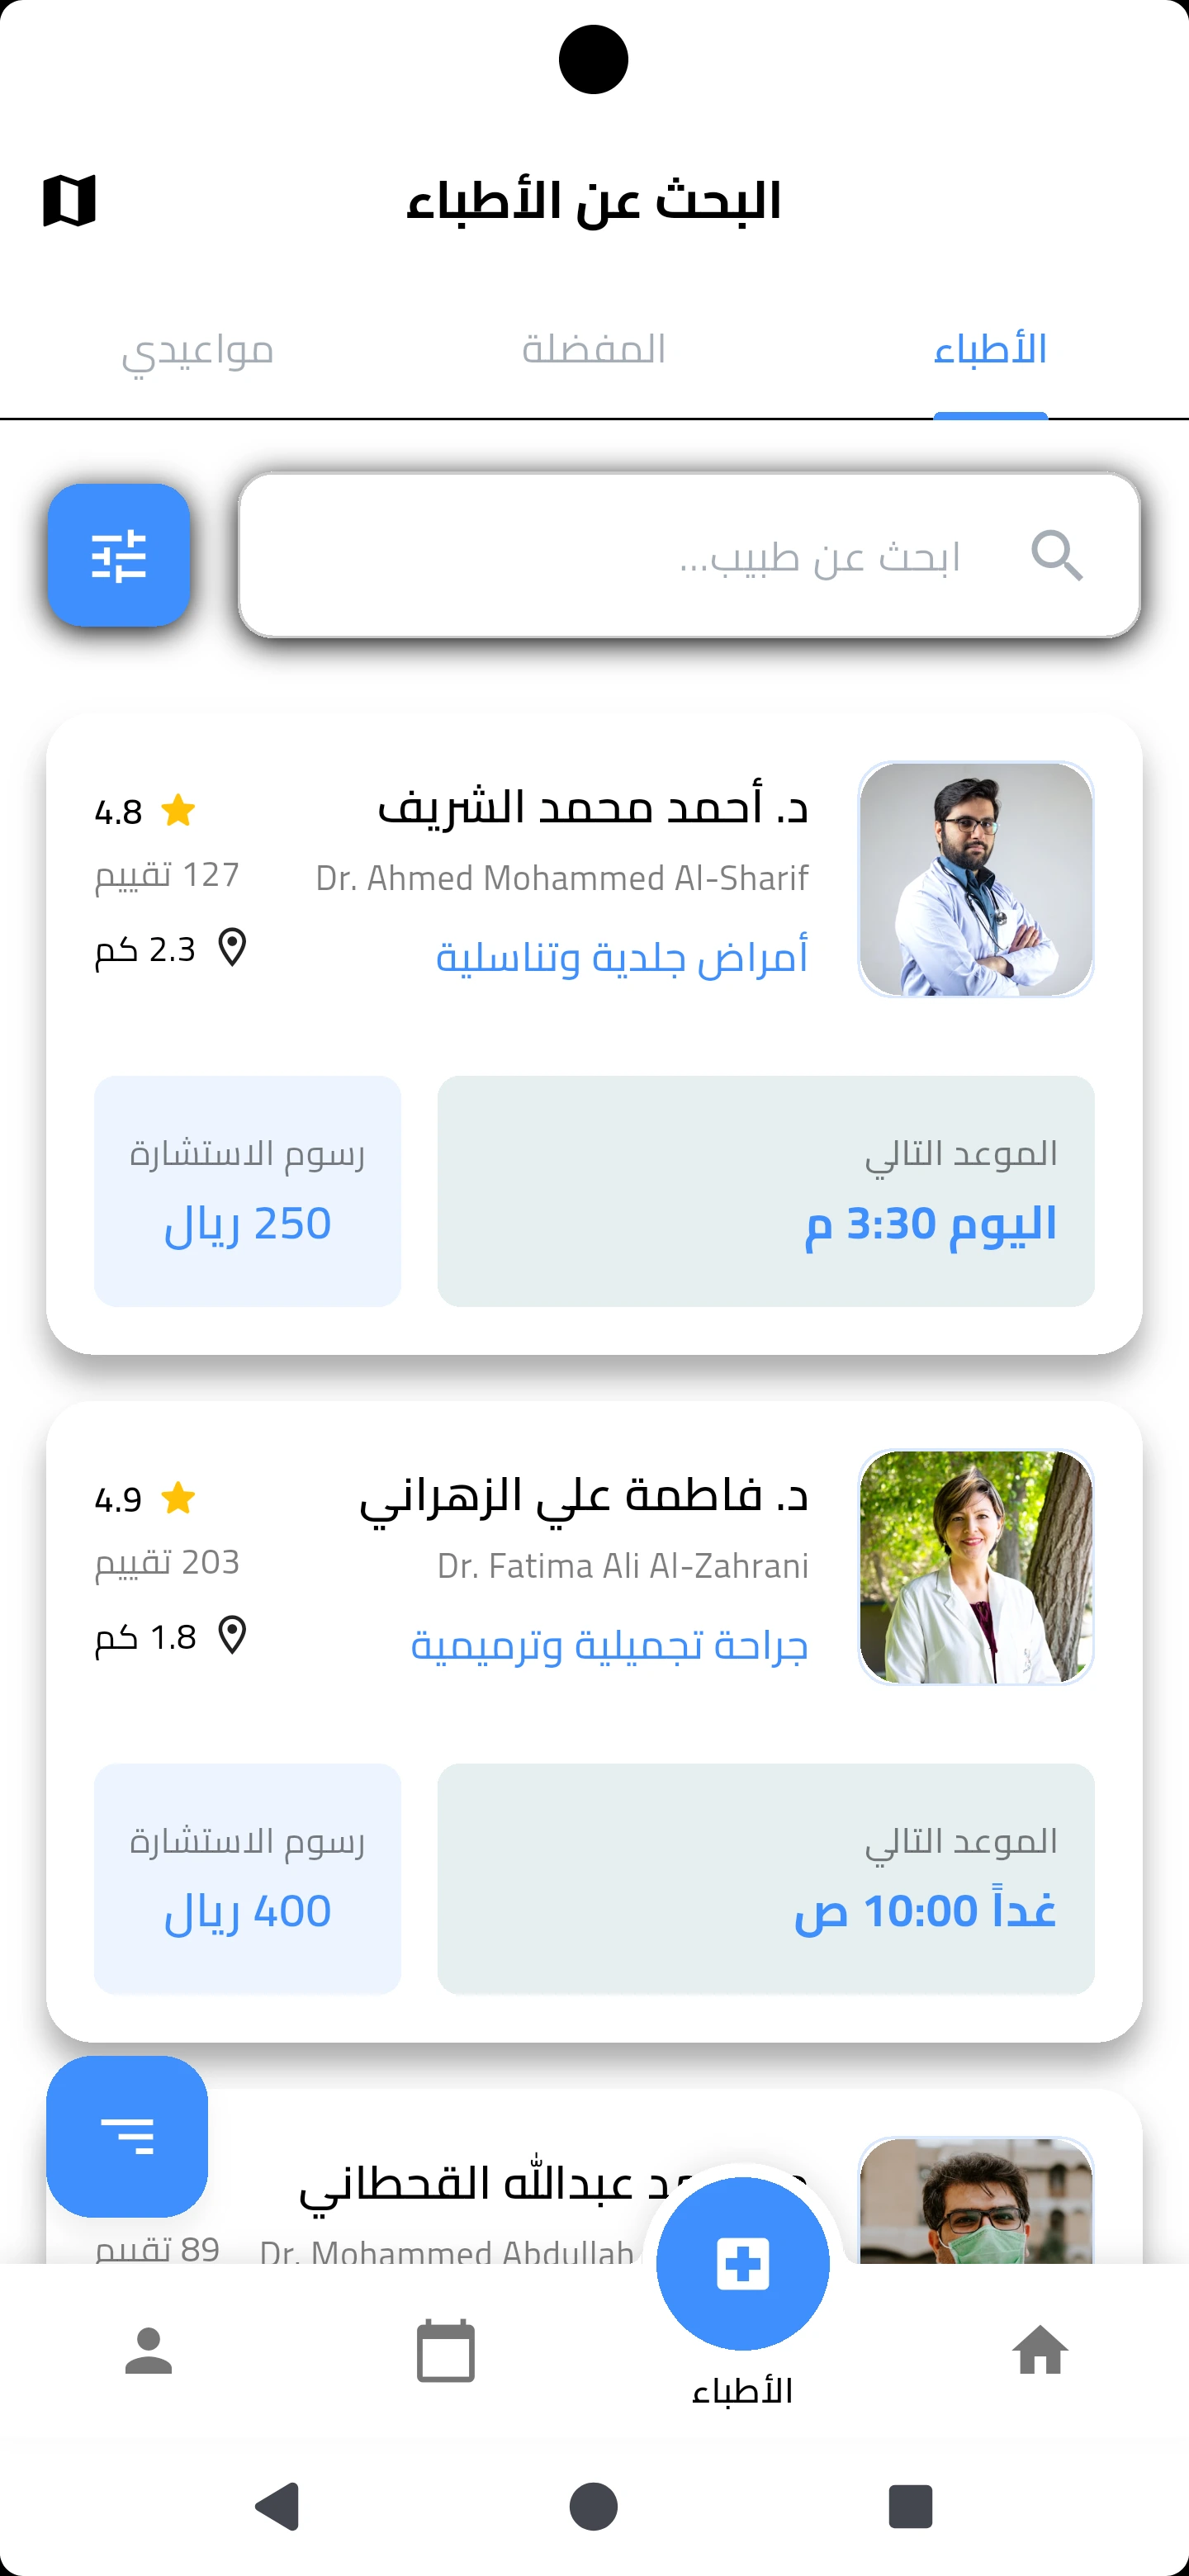 البحث عن الأطباء
الأطباء
المفضلة
مواعيدي
ابحث عن طبيب...
د. أحمد محمد الشريف
Dr. Ahmed Mohammed Al-Sharif
أمراض جلدية وتناسلية
4.8
127 تقييم
2.3 كم
الموعد التالي
اليوم 3:30 م
رسوم الاستشارة
250 ريال
د. فاطمة علي الزهراني
Dr. Fatima Ali Al-Zahrani
جراحة تجميلية وترميمية
4.9
203 تقييم
1.8 كم
الموعد التالي
غداً 10:00 ص
رسوم الاستشارة
400 ريال
عبدالله القحطاني
Dr. Mohammed Abdullah
89 تقييم
الأطباء